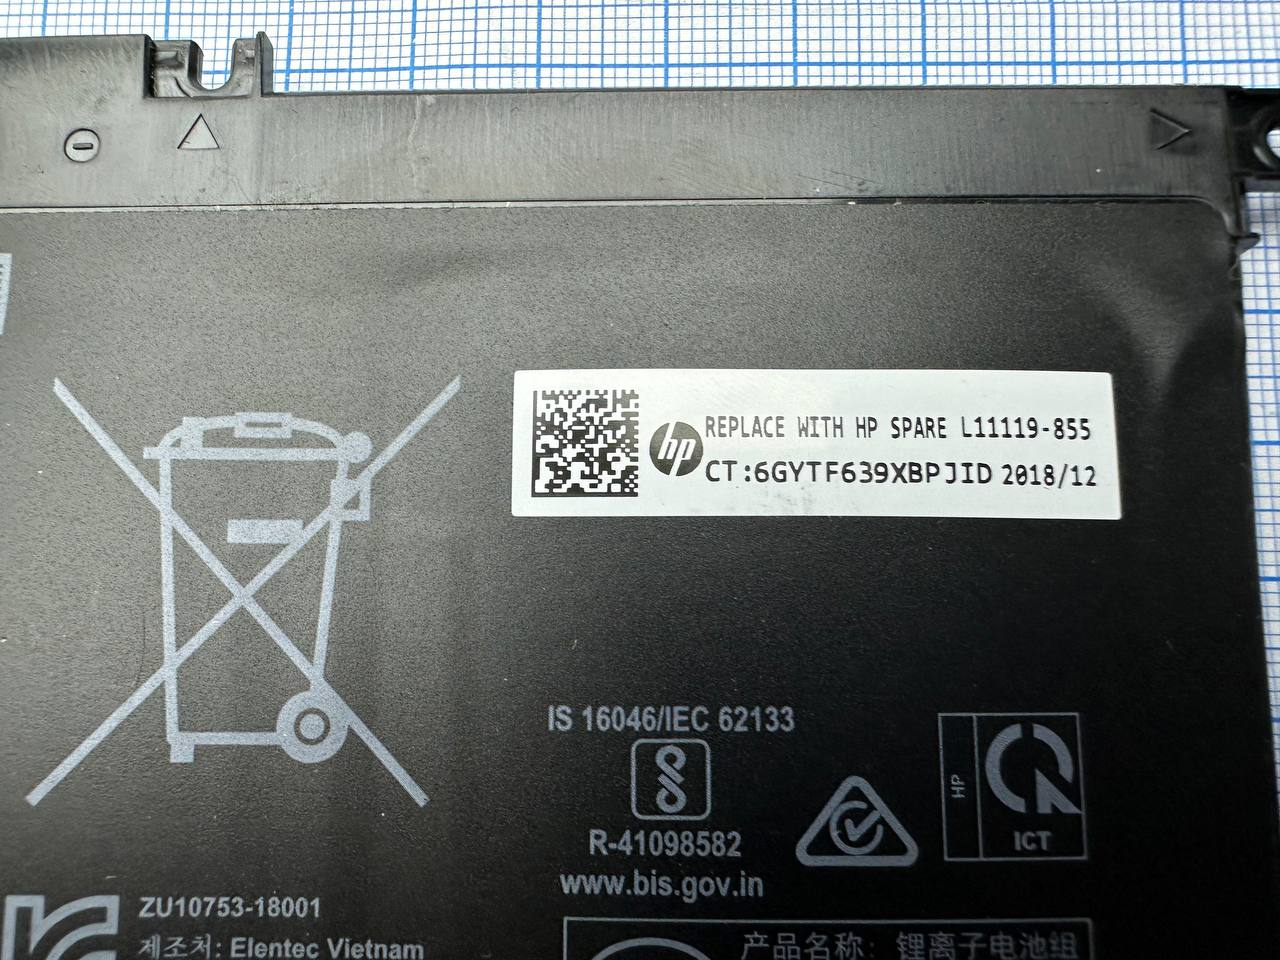 hp
REPLACE WITH HP SPARE L11119-855
CT:6GYTF639XBPJID 2018/12
IS 16046/IEC 62133
R-41098582
www.bis.gov.in
HP
ICT
ZU10753-18001
제조처: Elentec Vietnam
产品名称: 锂离子电池组